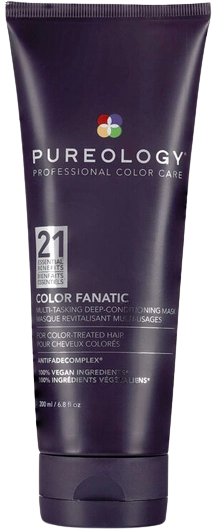 PUREOLOGY®
PROFESSIONAL COLOR CARE
21
ESSENTIAL
BENEFITS
BIENFAITS
ESSENTIELS
COLOR FANATIC
MULTI-TASKING DEEP-CONDITIONING MASK
MASQUE REVITALISANT MULTI-USAGES
FOR COLOR-TREATED HAIR
POUR CHEVEUX COLORÉS
ANTIFADECOMPLEX®
100% VEGAN INGREDIENTS*
100% INGRÉDIENTS VÉGÉTALIENS*
200 ml / 6.8 fl oz